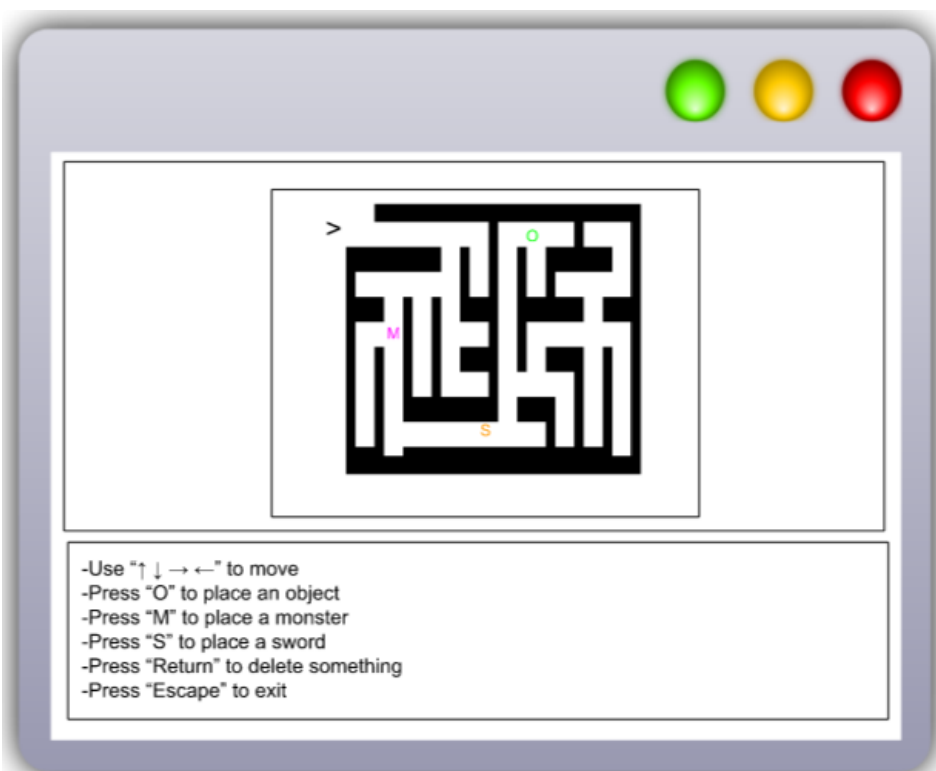 >
O
M
S
-Use “↑ ↓ → ←” to move
-Press “O” to place an object
-Press “M” to place a monster
-Press “S” to place a sword
-Press “Return” to delete something
-Press “Escape” to exit